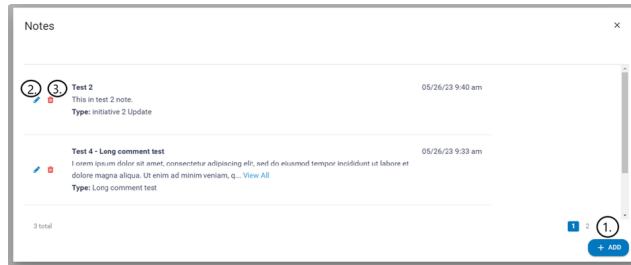 Notes ×
2. 3. Test 2 05/26/23 9:40 am
This in test 2 note.
Type: initiative 2 Update
Test 4 - Long comment test 05/26/23 9:33 am
Lorem ipsum dolor sit amet, consectetur adipiscing elit, sed do eiusmod tempor incididunt ut labore et
dolore magna aliqua. Ut enim ad minim veniam, q... View All
Type: Long comment test
3 total 1 2 1.
+ ADD